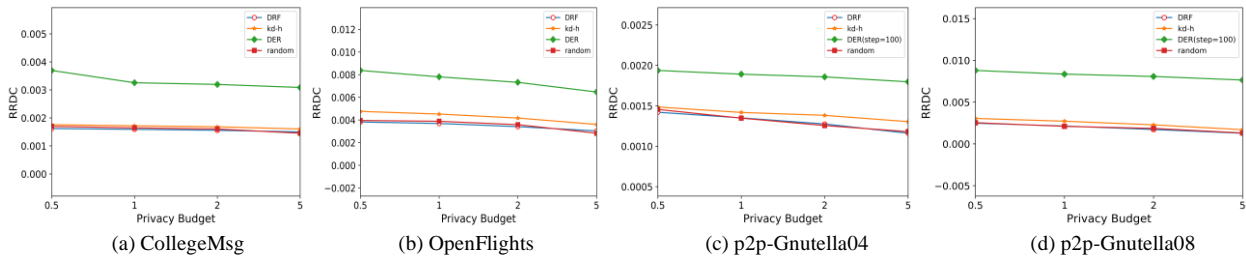 RRDC
0.005
0.004
0.003
0.002
0.001
0.000
DRF
kd-h
DER
random
0.5
1
2
5
Privacy Budget
(a) CollegeMsg
RRDC
0.012
0.010
0.008
0.006
0.004
0.002
0.000
−0.002
DRF
kd-h
DER
random
0.5
1
2
5
Privacy Budget
(b) OpenFlights
RRDC
0.0025
0.0020
0.0015
0.0010
0.0005
DRF
kd-h
DER(step=100)
random
0.5
1
2
5
Privacy Budget
(c) p2p-Gnutella04
RRDC
0.015
0.010
0.005
0.000
−0.005
DRF
kd-h
DER(step=100)
random
0.5
1
2
5
Privacy Budget
(d) p2p-Gnutella08